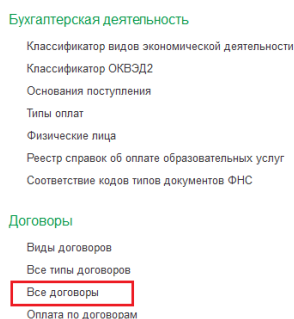 Бухгалтерская деятельность
Классификатор видов экономической деятельности
Классификатор ОКВЭД2
Основания поступления
Типы оплат
Физические лица
Реестр справок об оплате образовательных услуг
Соответствие кодов типов документов ФНС
Договоры
Виды договоров
Все типы договоров
Все договоры
Оплата по договорам